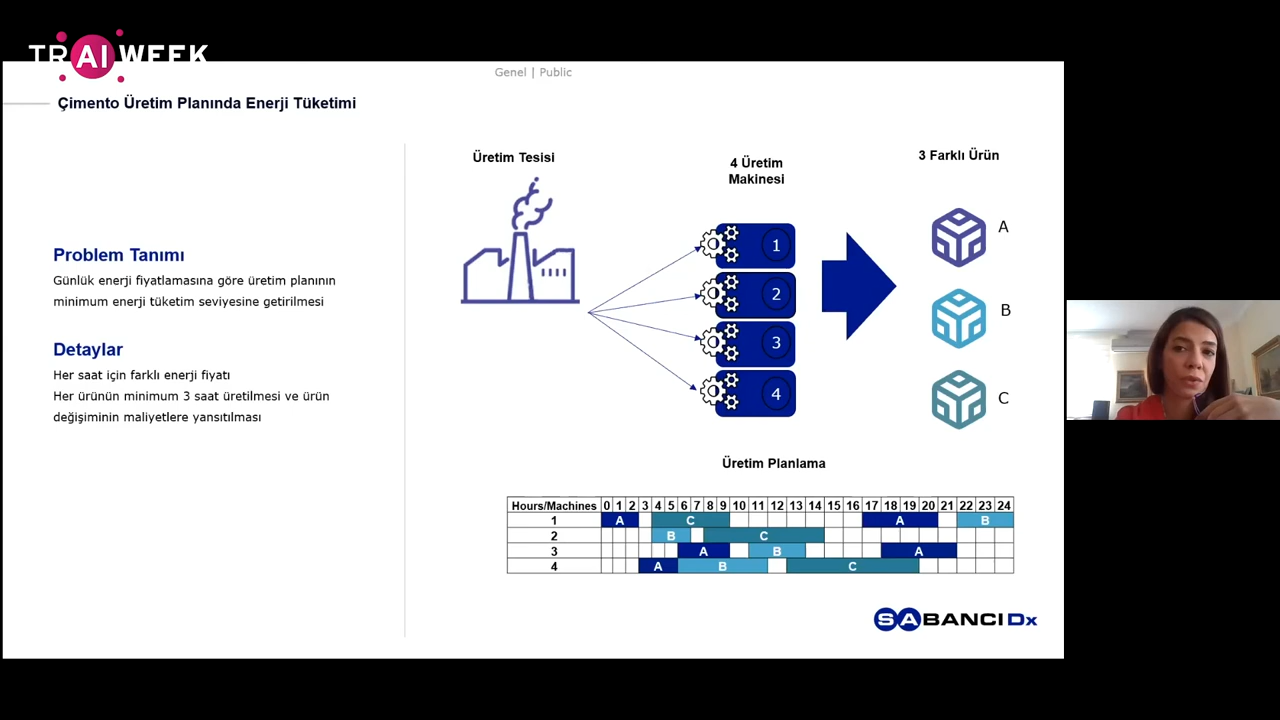 TRAI WEEK
Genel | Public
Çimento Üretim Planında Enerji Tüketimi
Problem Tanımı
Günlük enerji fiyatlamasına göre üretim planının
minimum enerji tüketim seviyesine getirilmesi
Detaylar
Her saat için farklı enerji fiyatı
Her ürünün minimum 3 saat üretilmesi ve ürün
değişiminin maliyetlere yansıtılması
Üretim Tesisi
4 Üretim
Makinesi
1
2
3
4
3 Farklı Ürün
A
B
C
Üretim Planlama
Hours/Machines 0 1 2 3 4 5 6 7 8 9 10 11 12 13 14 15 16 17 18 19 20 21 22 23 24
1 A C A B
2 B C
3 A B A
4 A B C
SABANCI Dx